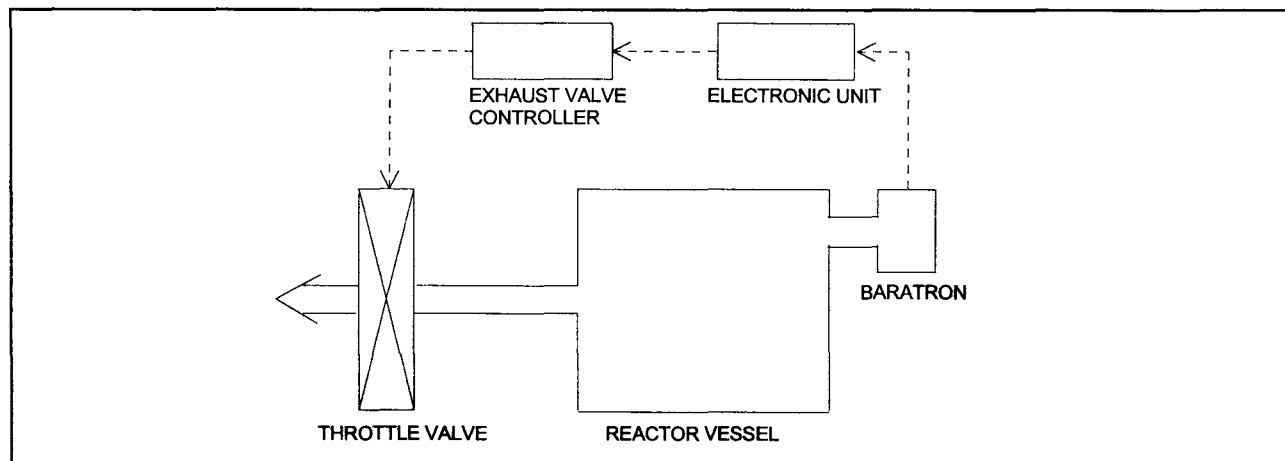 EXHAUST VALVE
CONTROLLER
ELECTRONIC UNIT
BARATRON
THROTTLE VALVE
REACTOR VESSEL